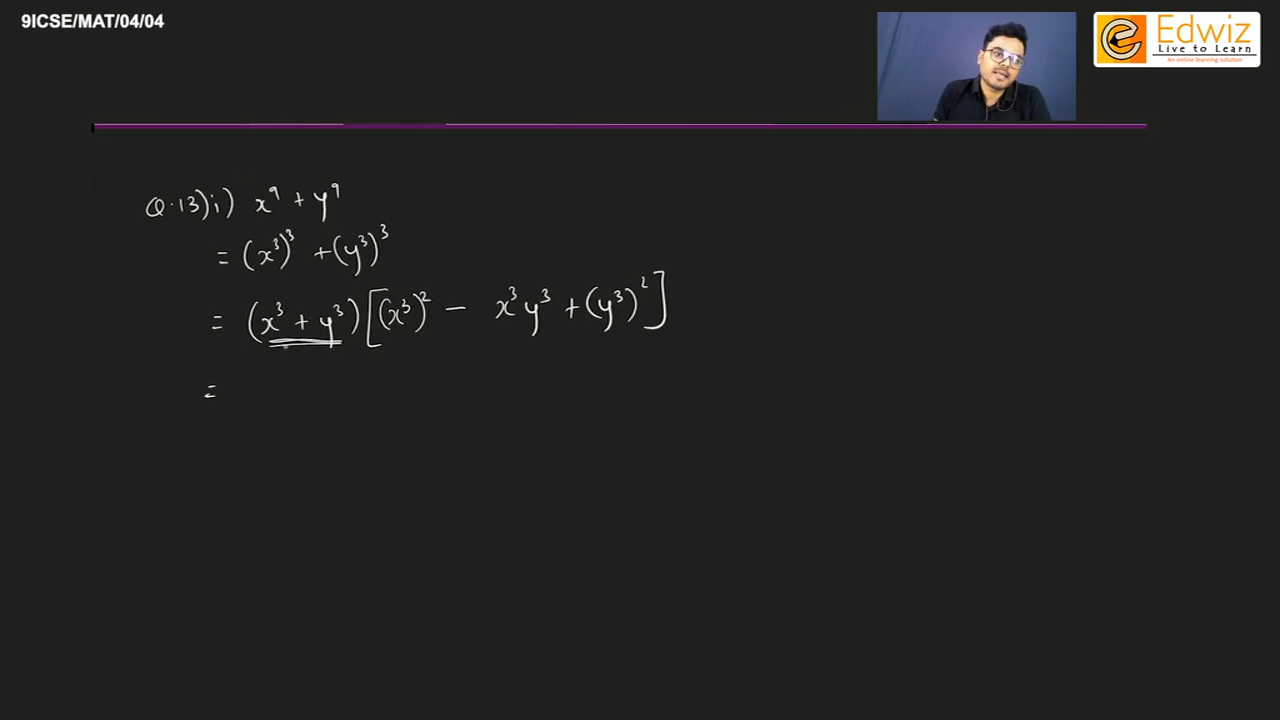 9ICSE/MAT/04/04
Edwiz
Live to Learn
An online learning solution
Q.13)i) x⁹ + y⁹
= (x³)³ + (y³)³
= (x³ + y³)[(x³)² - x³y³ + (y³)²]
=